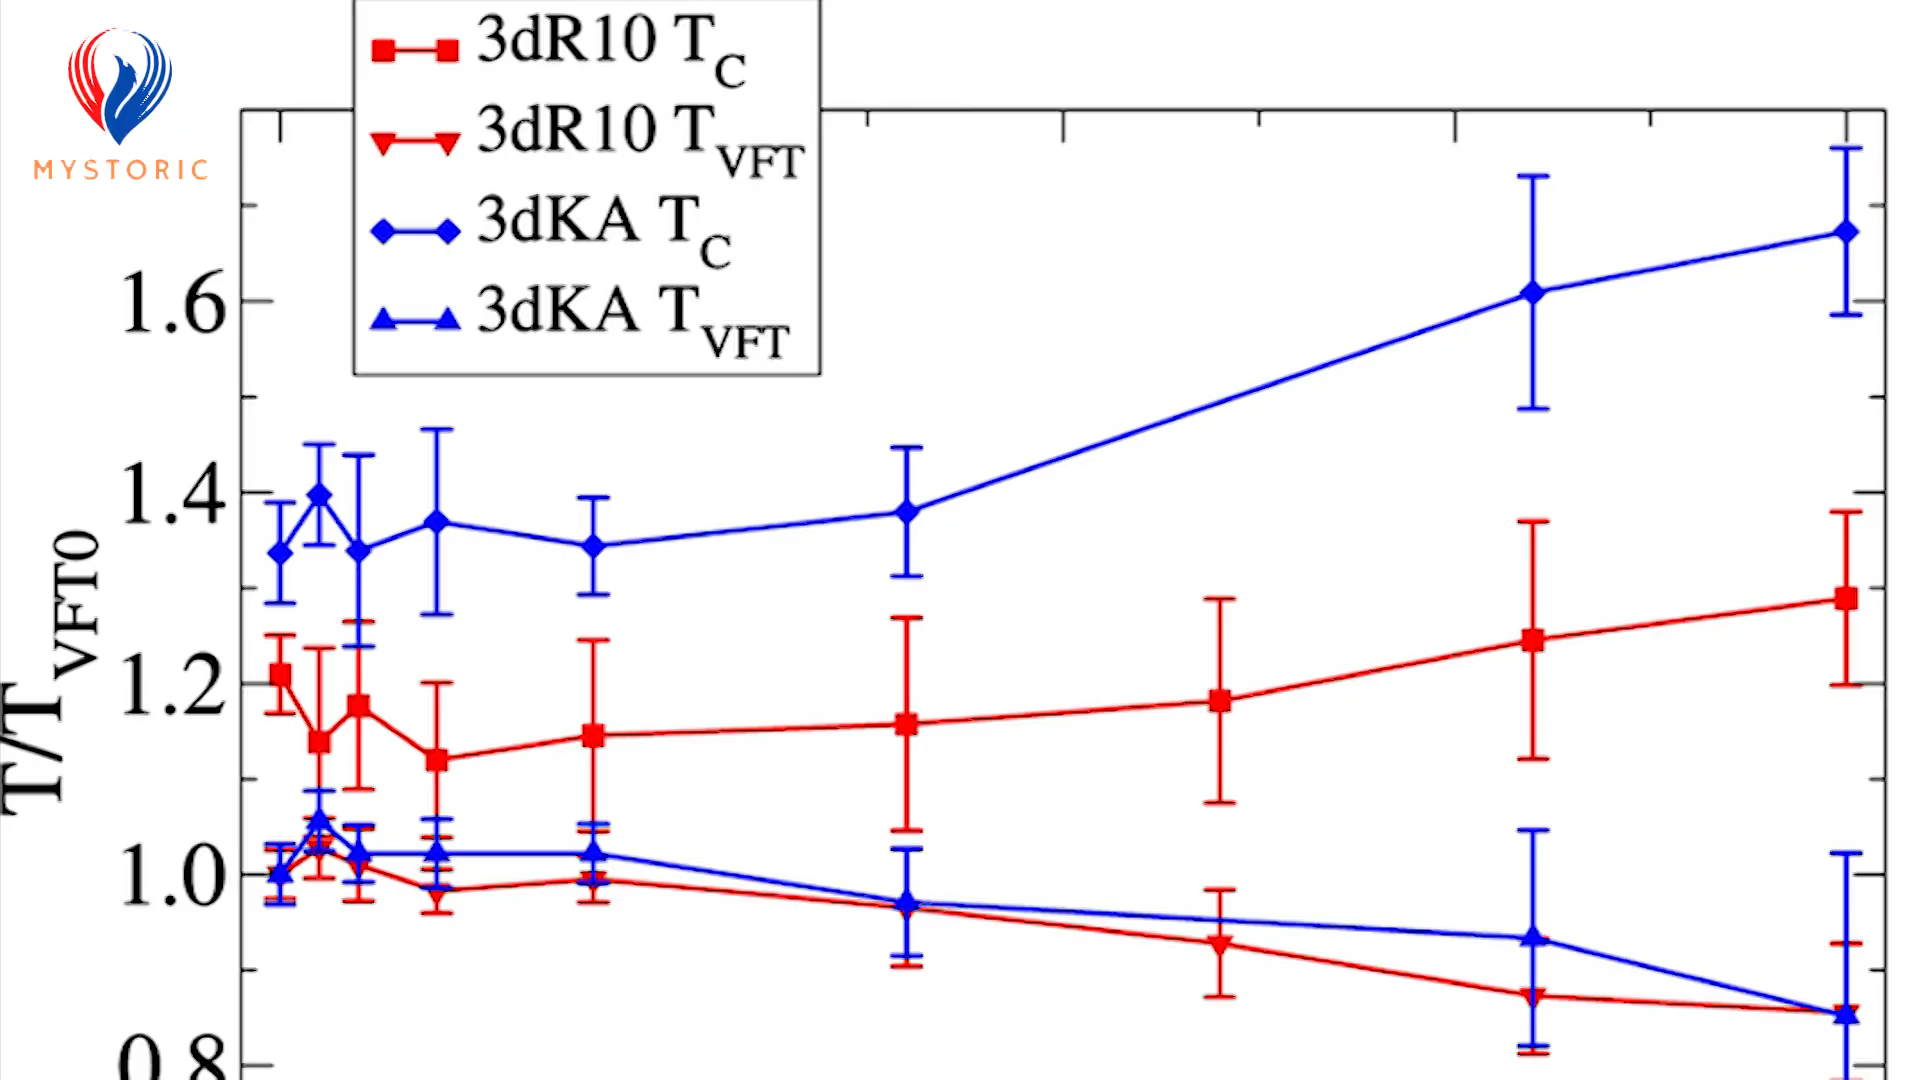 MYSTORIC
3dR10 T_C
3dR10 T_VFT
3dKA T_C
3dKA T_VFT
1.6
1.4
1.2
1.0
0.8
T/T_VFT0